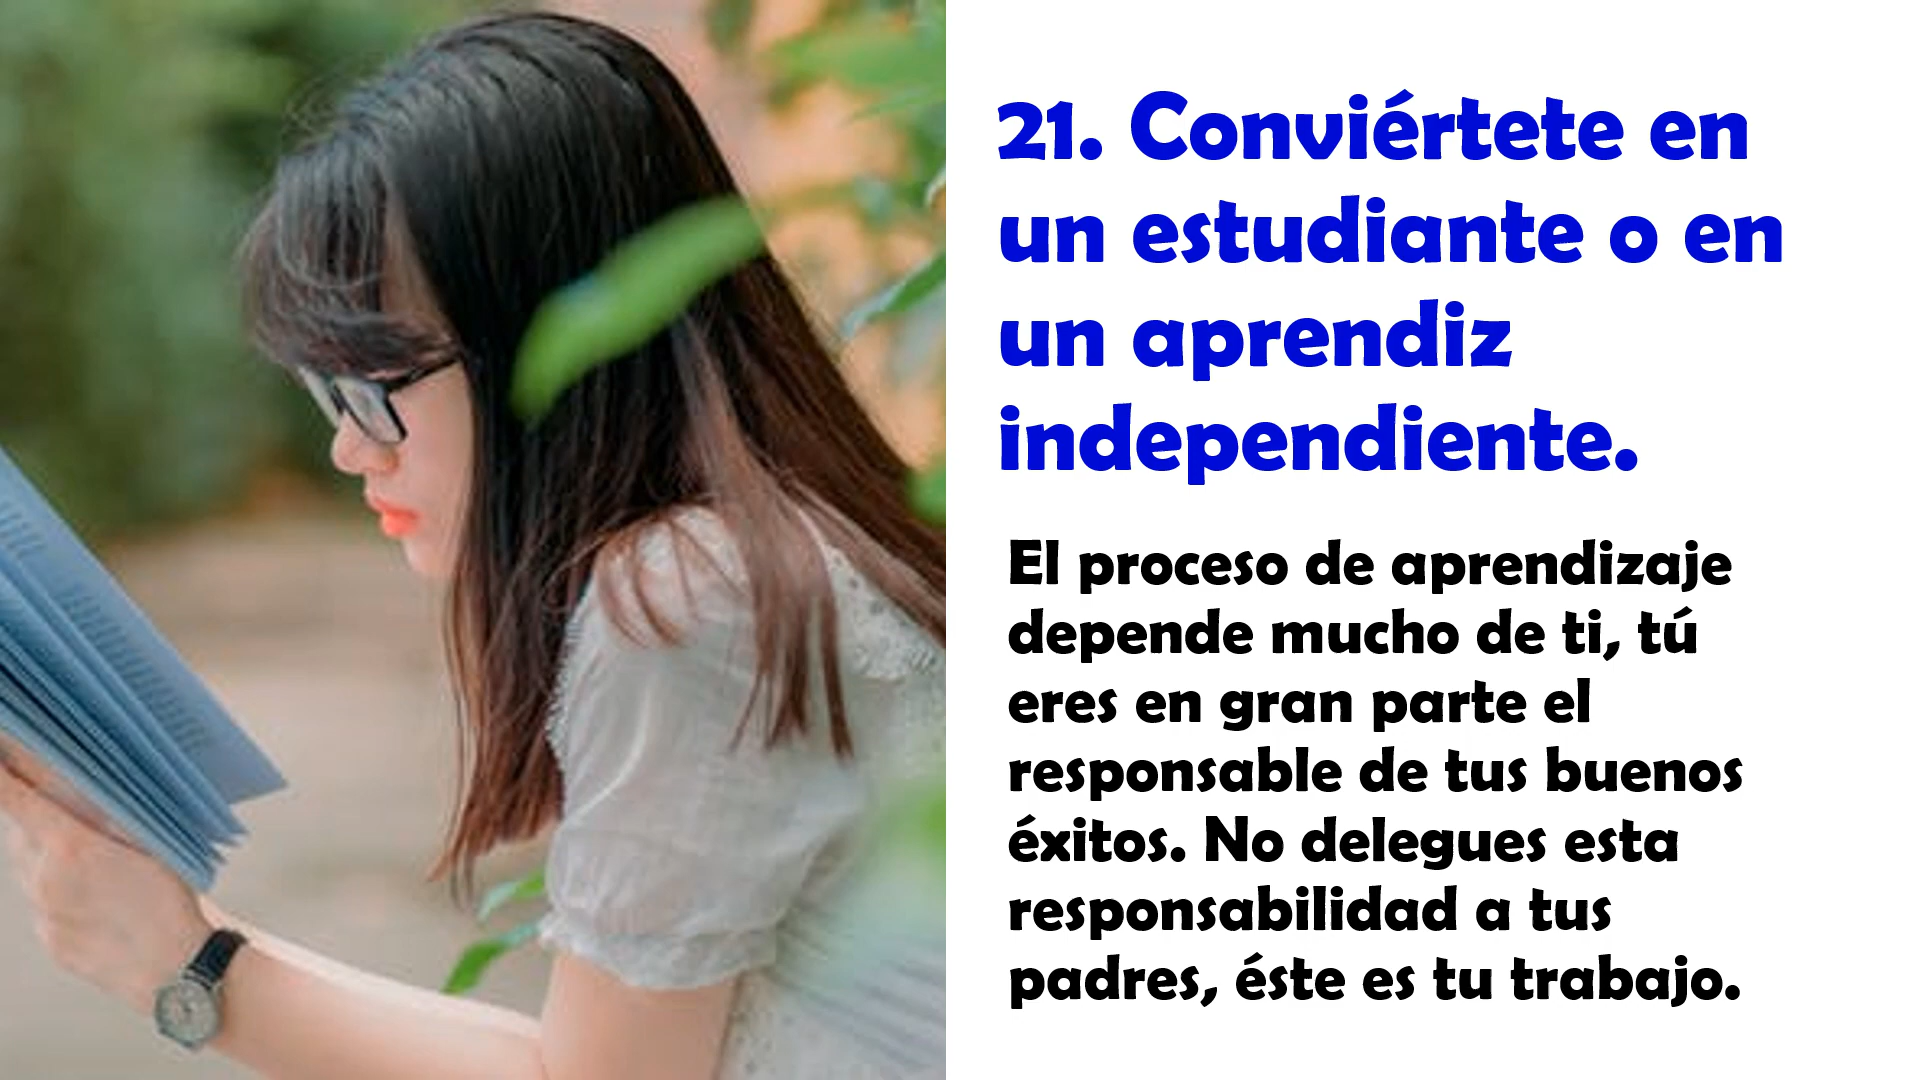 21. Conviértete en
un estudiante o en
un aprendiz
independiente.
El proceso de aprendizaje
depende mucho de ti, tú
eres en gran parte el
responsable de tus buenos
éxitos. No delegues esta
responsabilidad a tus
padres, éste es tu trabajo.